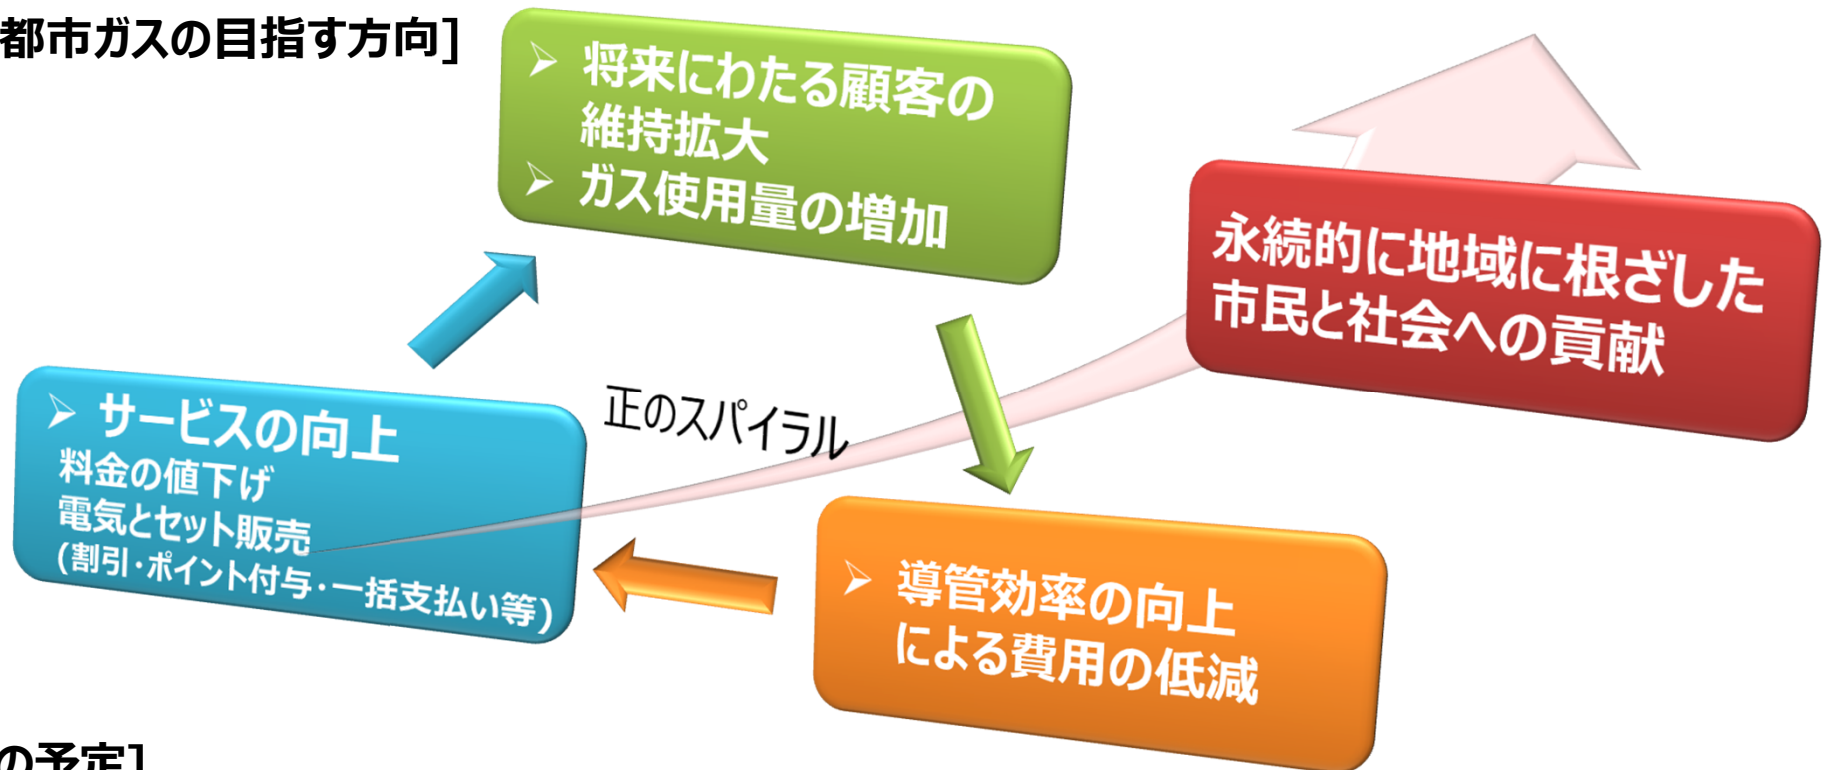 都市ガスの目指す方向]
➢ 将来にわたる顧客の
維持拡大
➢ ガス使用量の増加
永続的に地域に根ざした
市民と社会への貢献
正のスパイラル
➢ サービスの向上
料金の値下げ
電気とセット販売
(割引・ポイント付与・一括支払い等)
➢ 導管効率の向上
による費用の低減
の予定]